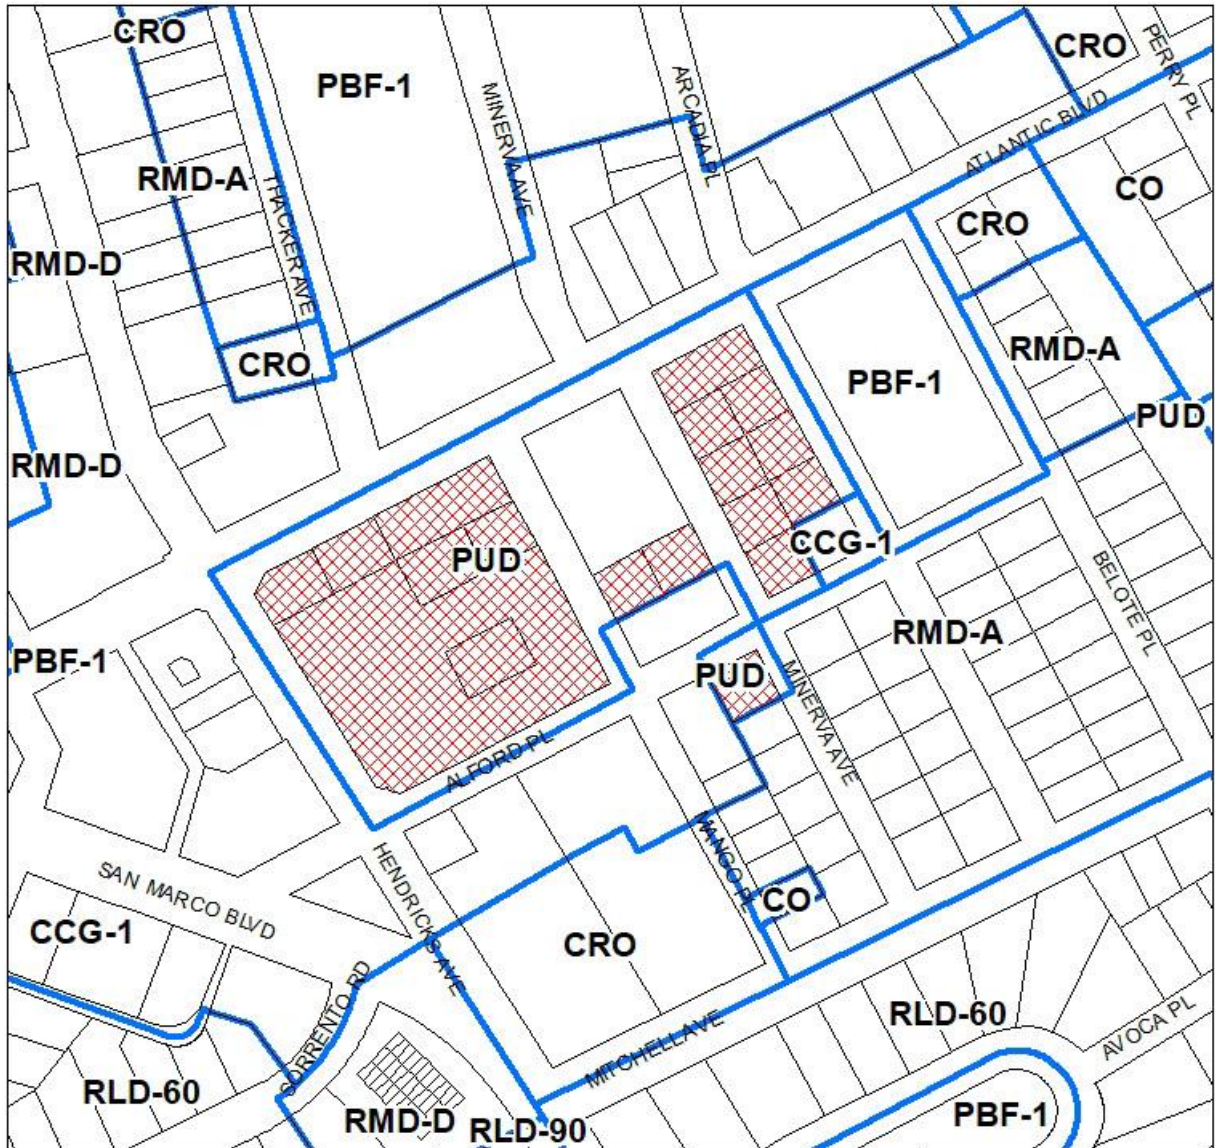 CRO
PBF-1
MINERVA AVE
ARCADIA PL
CRO
PERRY PL
ATLANTIC BLVD
RMD-A
THACKER AVE
CO
CRO
RMD-D
RMD-A
CRO
PBF-1
PUD
RMD-D
PUD
CCG-1
BELOTE PL
RMD-A
PBF-1
PUD
MINERVA AVE
ALFORD PL
MANGO PL
HENDRICKS AVE
SAN MARCO BLVD
CO
CCG-1
CRO
SORRENTO RD
RLD-60
AVOCA PL
MITCHELL AVE
RLD-60
RMD-D
RLD-90
PBF-1